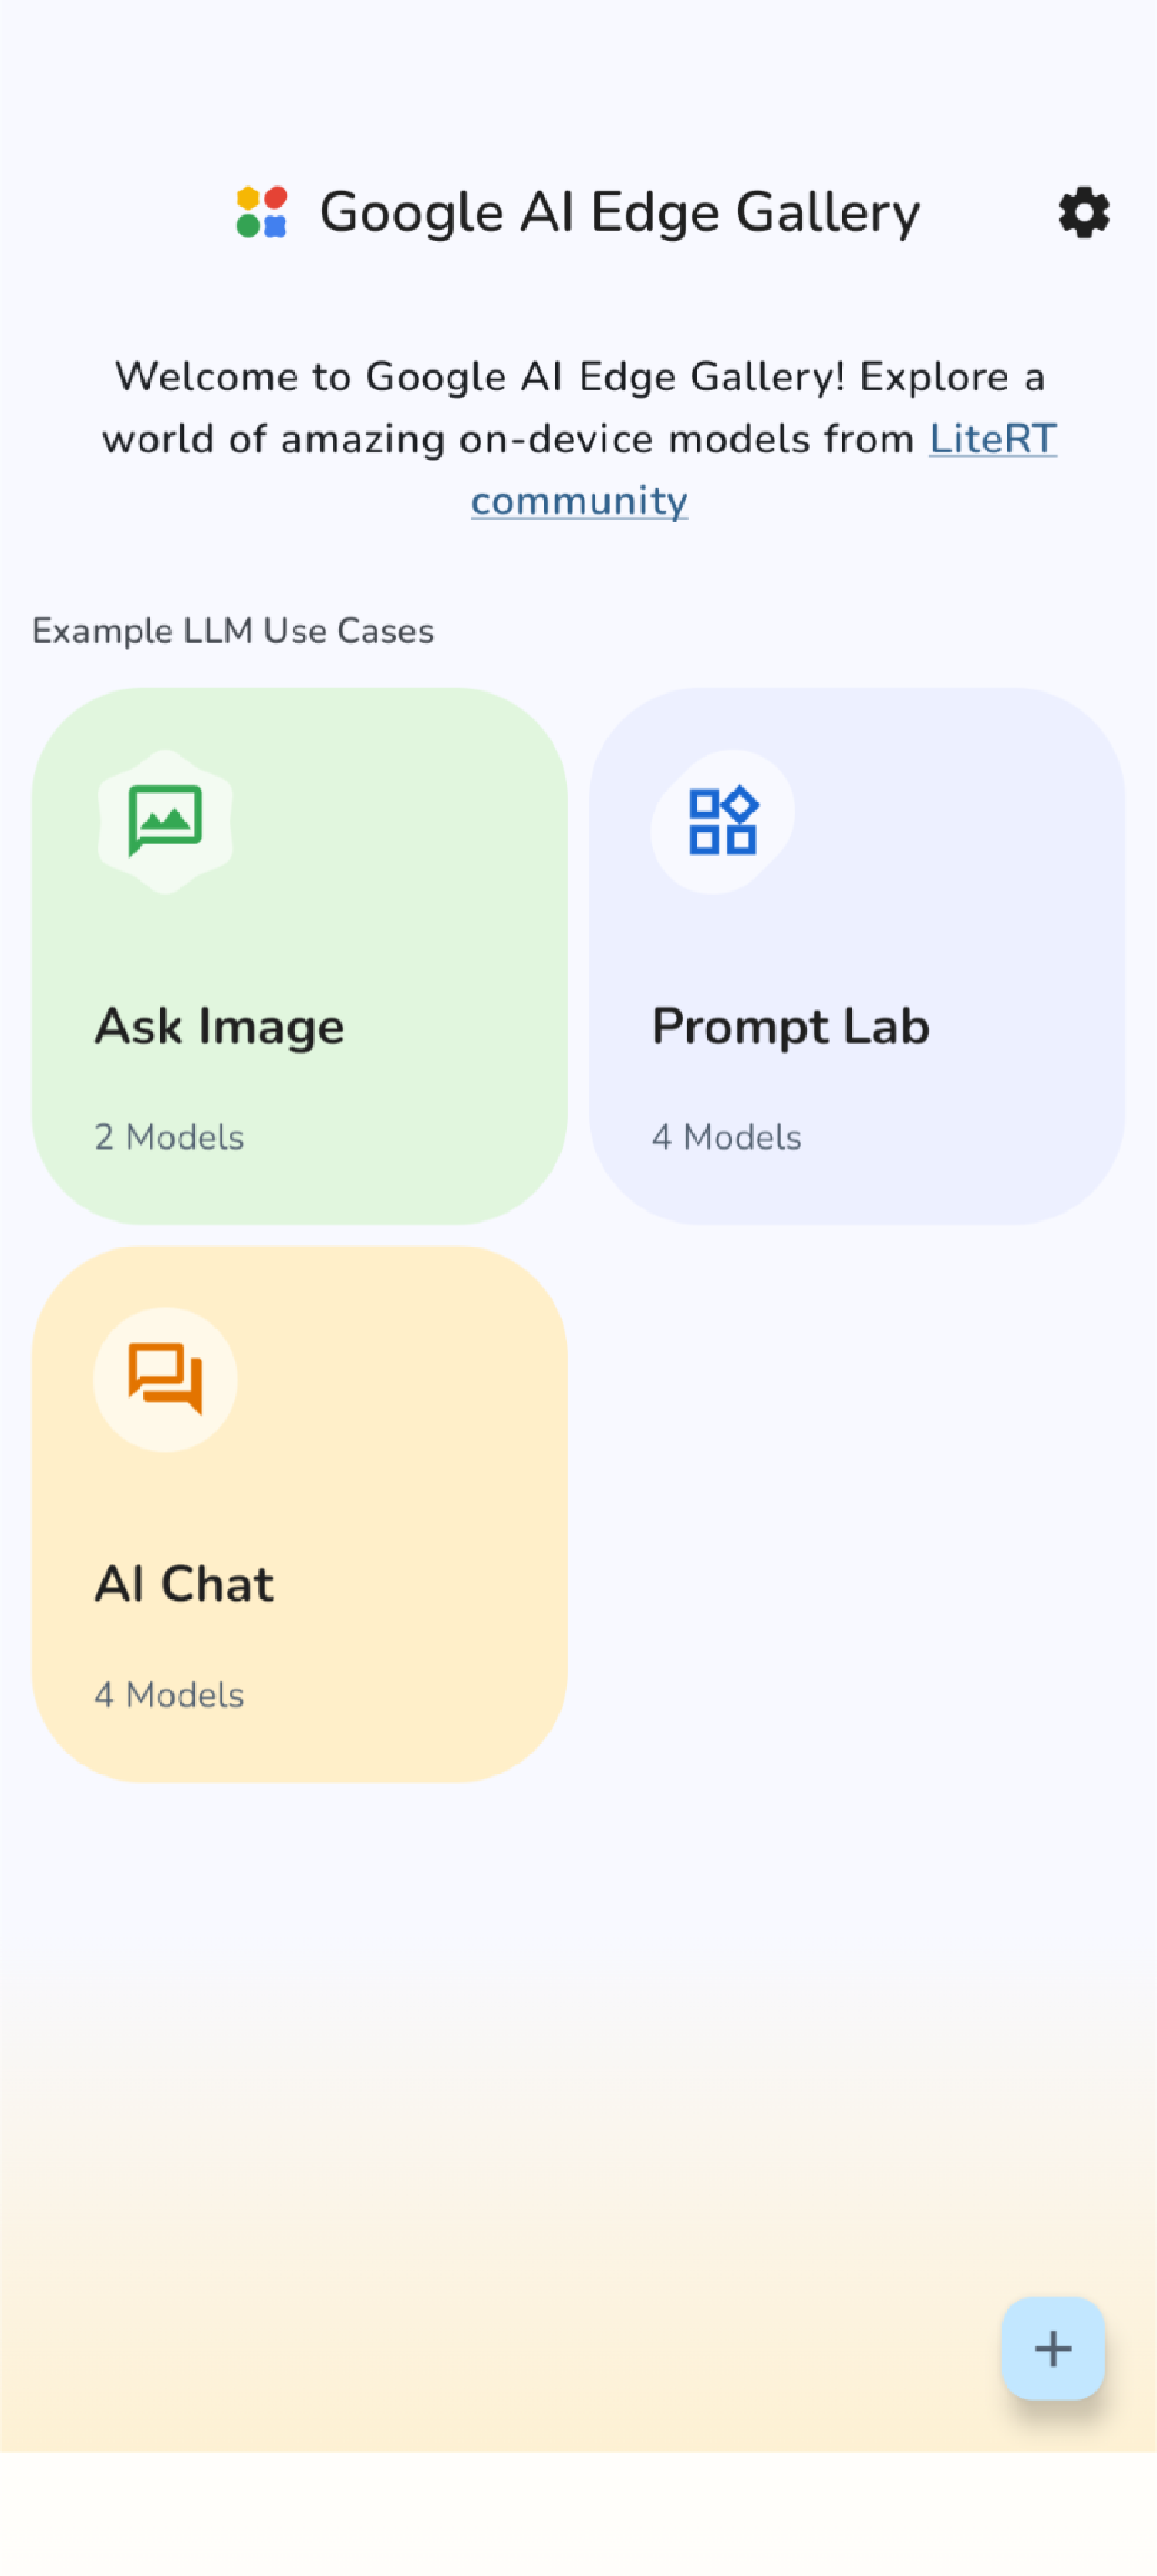 Google AI Edge Gallery
Welcome to Google AI Edge Gallery! Explore a
world of amazing on-device models from LiteRT
community
Example LLM Use Cases
Ask Image
2 Models
Prompt Lab
4 Models
AI Chat
4 Models